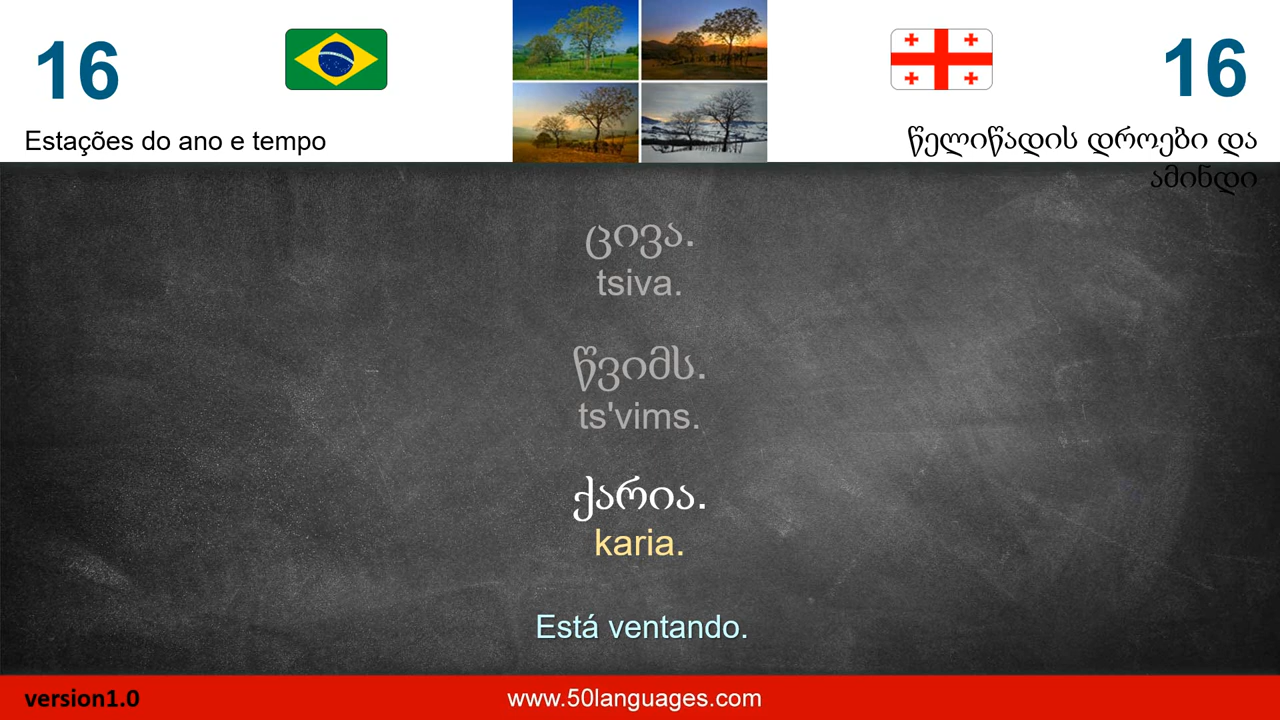 16
16
Estações do ano e tempo
წელიწადის დროები და
ამინდი
ცივა.
tsiva.
წვიმს.
ts'vims.
ქარია.
karia.
Está ventando.
version1.0
www.50languages.com